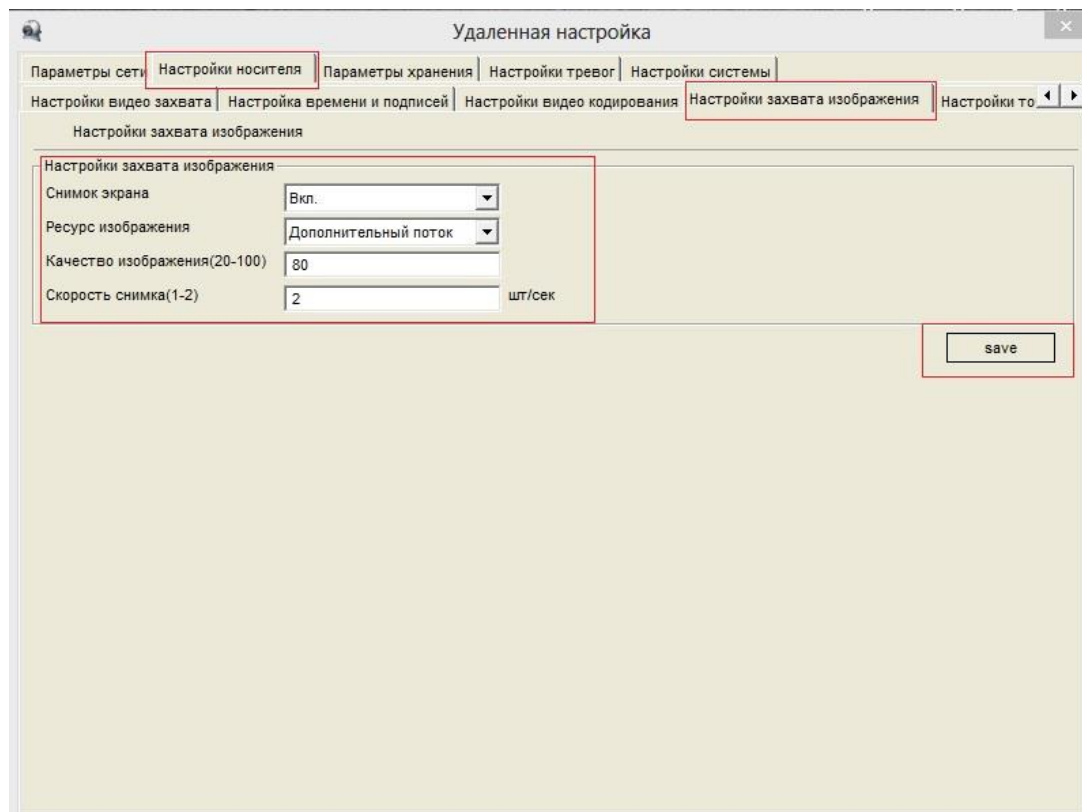 Удаленная настройка
Параметры сети Настройки носителя Параметры хранения Настройки тревог Настройки системы
Настройки видео захвата Настройка времени и подписей Настройки видео кодирования Настройки захвата изображения Настройки то
Настройки захвата изображения
Настройки захвата изображения
Снимок экрана Вкл.
Ресурс изображения Дополнительный поток
Качество изображения(20-100) 80
Скорость снимка(1-2) 2 шт/сек
save